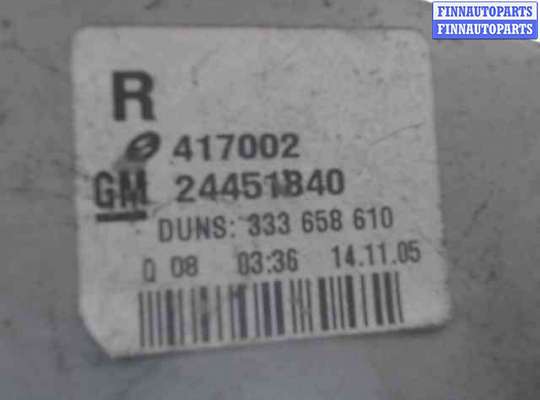 FINNAUTOPARTS
FINNAUTOPARTS
R
417002
GM 24451840
DUNS: 333 658 610
Q 08 03:36 14.11.05